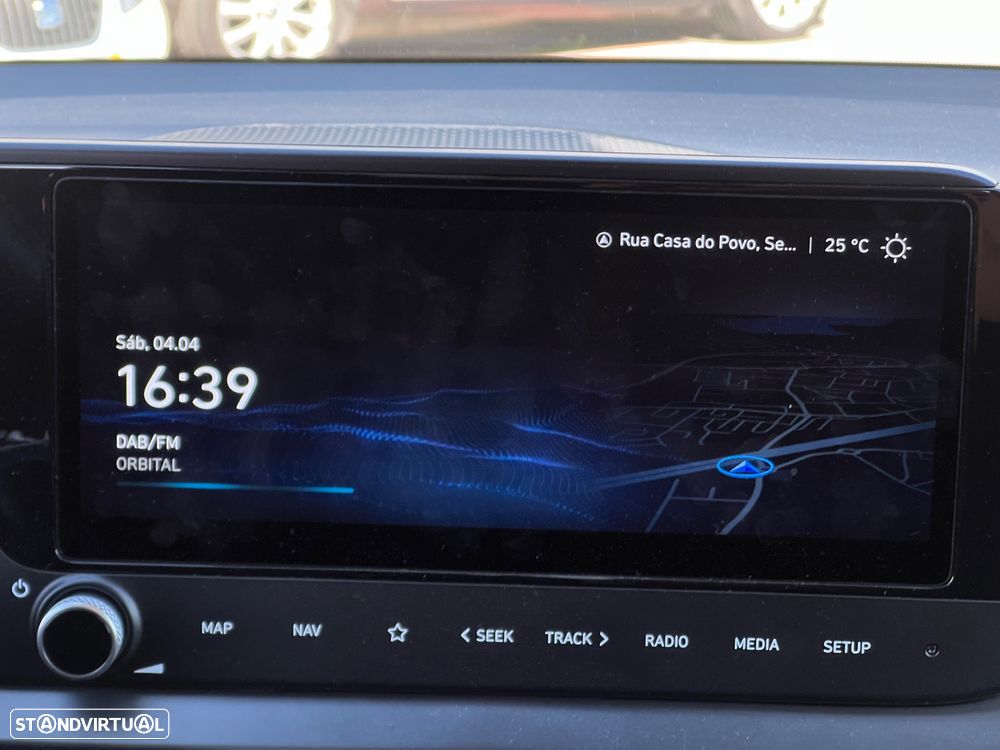 Rua Casa do Povo, Se... | 25 °C
Sáb, 04.04
16:39
DAB/FM
ORBITAL
MAP NAV < SEEK TRACK > RADIO MEDIA SETUP
STANDVIRTUAL